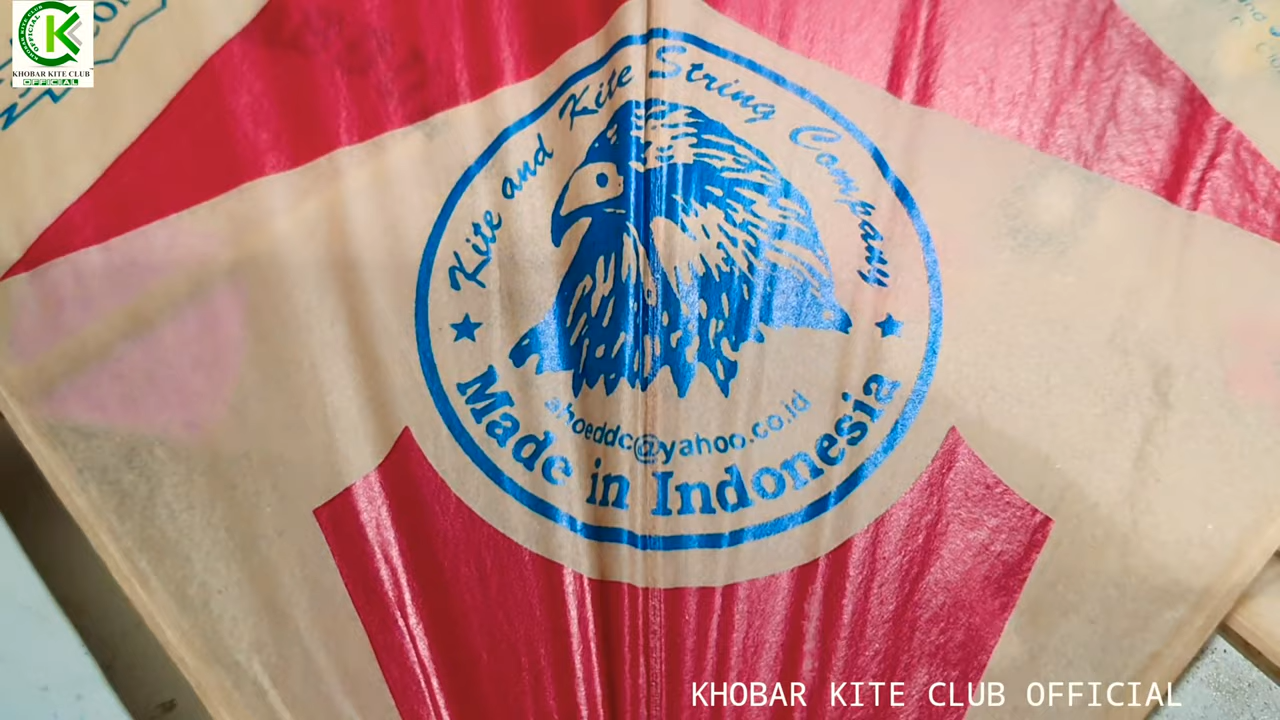 KHOBAR KITE CLUB
OFFICIAL
Kite and Kite String Company
ahoeddc@yahoo.co.id
Made in Indonesia
KHOBAR KITE CLUB OFFICIAL